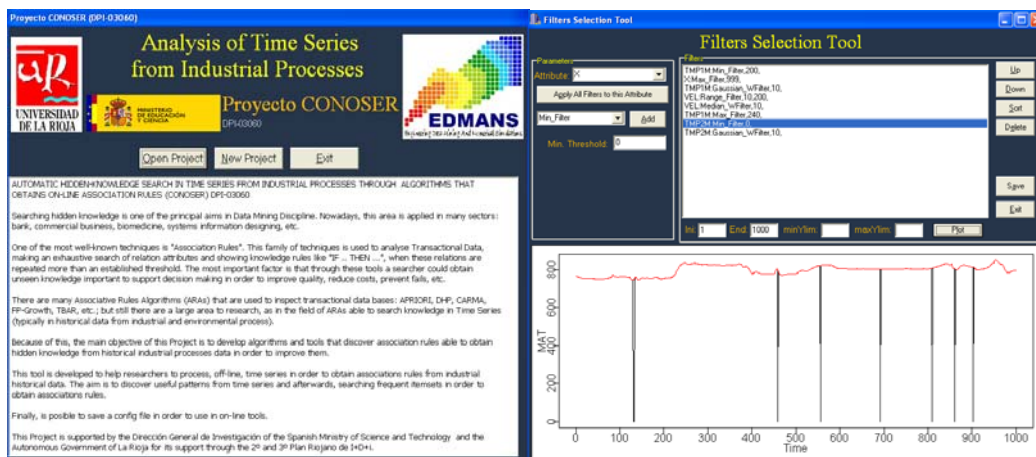 Proyecto CONOSER (DPI-03060)
UNIVERSIDAD
DE LA RIOJA
Analysis of Time Series
from Industrial Processes
MINISTERIO
DE EDUCACIÓN
Y CIENCIA
Proyecto CONOSER
DPI-03060
EDMANS
Open Project
New Project
Exit
AUTOMATIC HIDDEN-KNOWLEDGE SEARCH IN TIME SERIES FROM INDUSTRIAL PROCESSES THROUGH ALGORITHMS THAT
OBTAINS ON-LINE ASSOCIATION RULES (CONOSER) DPI-03060
Searching hidden knowledge is one of the principal aims in Data Mining Discipline. Nowadays, this area is applied in many sectors:
bank, commercial business, biomedicine, systems information designing, etc.
One of the most well-known techniques is "Association Rules". This family of techniques is used to analyse Transactional Data,
making an exhaustive search of relation attributes and showing knowledge rules like "IF .. THEN ...", when these relations are
repeated more than an established threshold. The most important factor is that through these tools a searcher could obtain
unseen knowledge important to support decision making in order to improve quality, reduce costs, prevent fails, etc.
There are many Associative Rules Algorithms (ARAs) that are used to inspect transactional data bases: APRIORI, DHP, CARMA,
FP-Growth, TBAR, etc.; but still there are a large area to research, as in the field of ARAs able to search knowledge in Time Series
(typically in historical data from industrial and environmental process).
Because of this, the main objective of this Project is to develop algorithms and tools that discover association rules able to obtain
hidden knowledge from historical industrial processes data in order to improve them.
This tool is developed to help researchers to process, off-line, time series in order to obtain associations rules from industrial
historical data. The aim is to discover useful patterns from time series and afterwards, searching frequent itemsets in order to
obtain associations rules.
Finally, is posible to save a config file in order to use in on-line tools.
This Project is supported by the Dirección General de Investigación of the Spanish Ministry of Science and Technology and the
Autonomous Government of La Rioja for its support through the 2º and 3º Plan Riojano de I+D+i.
Filters Selection Tool
Filters Selection Tool
Parameters
Attribute: X
Apply All Filters to this Attribute
Min_Filter
Add
Min. Threshold: 0
Filters
TMP1M:Min_Filter,200,
X:Max_Filter,999,
TMP1M:Gaussian_WFilter,10,
VEL:Range_Filter,10,200,
VEL:Median_WFilter,10,
TMP1M:Max_Filter,240,
TMP2M:Min_Filter,0,
TMP2M:Gaussian_WFilter,10,
Up
Down
Sort
Delete
Save
Exit
Ini: 1 End: 1000 minYlim: maxYlim: Plot
MAT
800
600
400
200
0
0 100 200 300 400 500 600 700 800 900 1000
Time